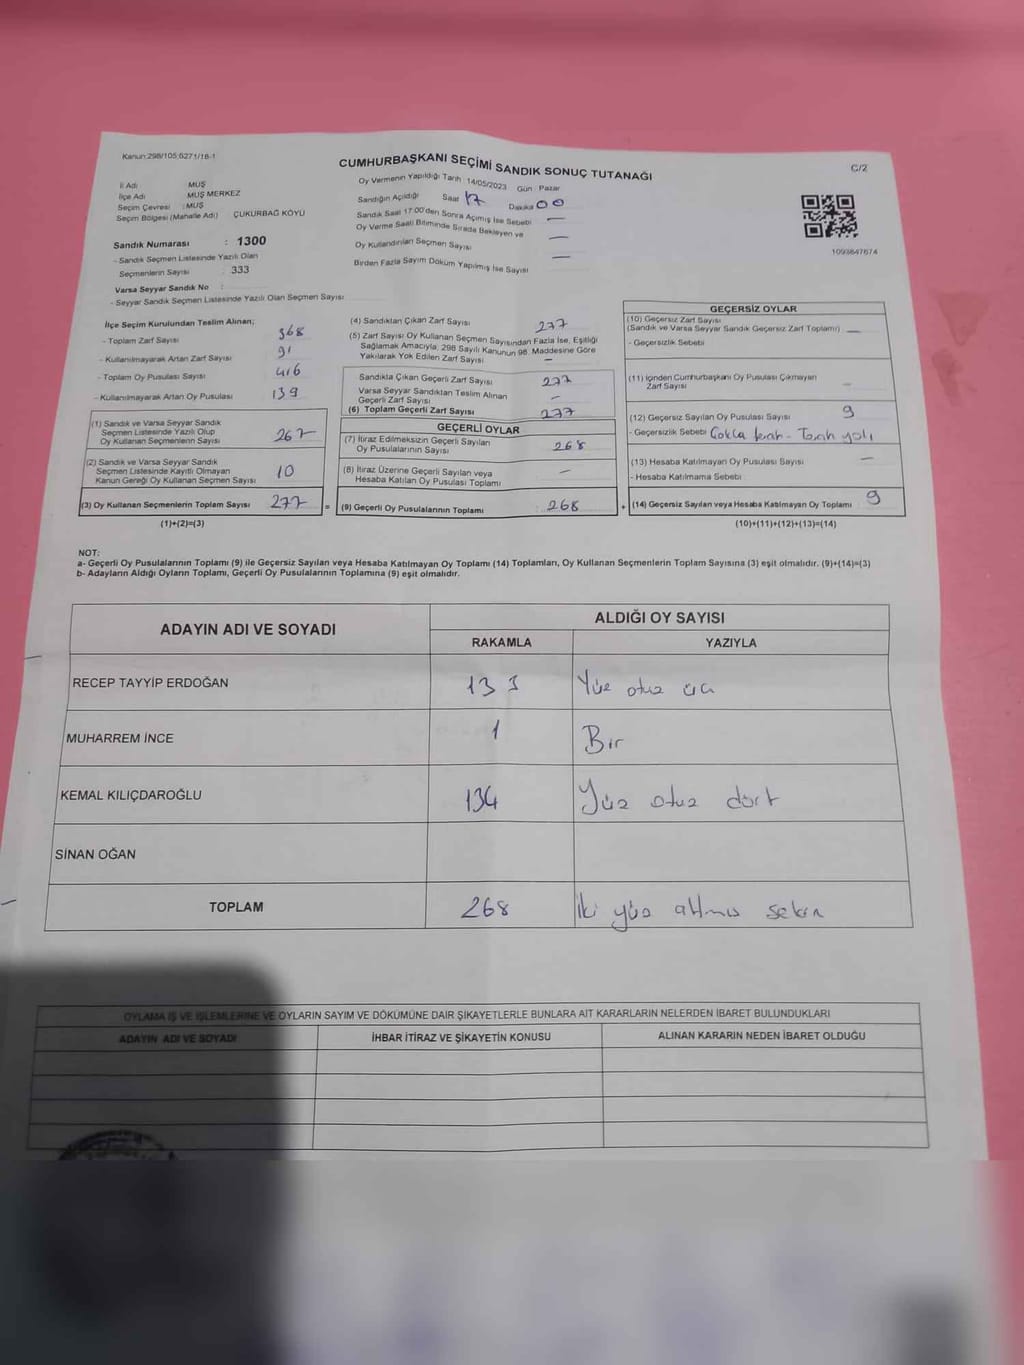 Kanun:298/105;6271/18-1
CUMHURBAŞKANI SEÇİMİ SANDIK SONUÇ TUTANAĞI
C/2
İl Adı MUŞ
İlçe Adı MUŞ MERKEZ
Seçim Çevresi : MUŞ
Seçim Bölgesi (Mahalle Adı) ÇUKURBAĞ KÖYÜ
Sandık Numarası : 1300
- Sandık Seçmen Listesinde Yazılı Olan
Seçmenlerin Sayısı : 333
Varsa Seyyar Sandık No :
- Seyyar Sandık Seçmen Listesinde Yazılı Olan Seçmen Sayısı:
Oy Vermenin Yapıldığı Tarih : 14/05/2023 Gün : Pazar
Sandığın Açıldığı Saat 17 Dakika 00
Sandık Saat 17:00'den Sonra Açımış İse Sebebi —
Oy Verme Saati Bitiminde Sırada Bekleyen ve
Oy Kullandırılan Seçmen Sayısı —
Birden Fazla Sayım Döküm Yapılmış İse Sayısı —
1093647674
İlçe Seçim Kurulundan Teslim Alınan;
- Toplam Zarf Sayısı 368
- Kullanılmayarak Artan Zarf Sayısı 91
- Toplam Oy Pusulası Sayısı 416
- Kullanılmayarak Artan Oy Pusulası 139
(1) Sandık ve Varsa Seyyar Sandık
Seçmen Listesinde Yazılı Olup
Oy Kullanan Seçmenlerin Sayısı 267
(2) Sandık ve Varsa Seyyar Sandık
Seçmen Listesinde Kayıtlı Olmayan
Kanun Gereği Oy Kullanan Seçmen Sayısı 10
(3) Oy Kullanan Seçmenlerin Toplam Sayısı 277
(1)+(2)=(3)
(4) Sandıktan Çıkan Zarf Sayısı 277
(5) Zarf Sayısı Oy Kullanan Seçmen Sayısından Fazla İse, Eşitliği
Sağlamak Amacıyla, 298 Sayılı Kanunun 98. Maddesine Göre
Yakılarak Yok Edilen Zarf Sayısı —
Sandıkta Çıkan Geçerli Zarf Sayısı 277
Varsa Seyyar Sandıktan Teslim Alınan
Geçerli Zarf Sayısı —
(6) Toplam Geçerli Zarf Sayısı 277
GEÇERLİ OYLAR
(7) İtiraz Edilmeksizin Geçerli Sayılan
Oy Pusulalarının Sayısı 268
(8) İtiraz Üzerine Geçerli Sayılan veya
Hesaba Katılan Oy Pusulası Toplamı —
= (9) Geçerli Oy Pusulalarının Toplamı : 268
GEÇERSİZ OYLAR
(10) Geçersiz Zarf Sayısı
(Sandık ve Varsa Seyyar Sandık Geçersiz Zarf Toplamı) —
- Geçersizlik Sebebi
(11) İçinden Cumhurbaşkanı Oy Pusulası Çıkmayan
Zarf Sayısı —
(12) Geçersiz Sayılan Oy Pusulası Sayısı 9
- Geçersizlik Sebebi
(13) Hesaba Katılmayan Oy Pusulası Sayısı —
- Hesaba Katılmama Sebebi
+ (14) Geçersiz Sayılan veya Hesaba Katılmayan Oy Toplamı : 9
(10)+(11)+(12)+(13)=(14)
NOT:
a- Geçerli Oy Pusulalarının Toplamı (9) ile Geçersiz Sayılan veya Hesaba Katılmayan Oy Toplamı (14) Toplamları, Oy Kullanan Seçmenlerin Toplam Sayısına (3) eşit olmalıdır. (9)+(14)=(3)
b- Adayların Aldığı Oyların Toplamı, Geçerli Oy Pusulalarının Toplamına (9) eşit olmalıdır.
ADAYIN ADI VE SOYADI
ALDIĞI OY SAYISI
RAKAMLA YAZIYLA
RECEP TAYYİP ERDOĞAN 133 Yüz otuz üç
MUHARREM İNCE 1 Bir
KEMAL KILIÇDAROĞLU 134 Yüz otuz dört
SİNAN OĞAN
TOPLAM 268 iki yüz altmış sekiz
OYLAMA İŞ VE İŞLEMLERİNE VE OYLARIN SAYIM VE DÖKÜMÜNE DAİR ŞİKAYETLERLE BUNLARA AİT KARARLARIN NELERDEN İBARET BULUNDUKLARI
ADAYIN ADI VE SOYADI İHBAR İTİRAZ VE ŞİKAYETİN KONUSU ALINAN KARARIN NEDEN İBARET OLDUĞU